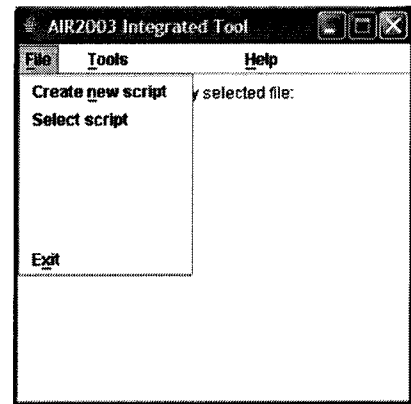 AIR2003 Integrated Tool
File Tools Help
Create new script y selected file:
Select script
Exit